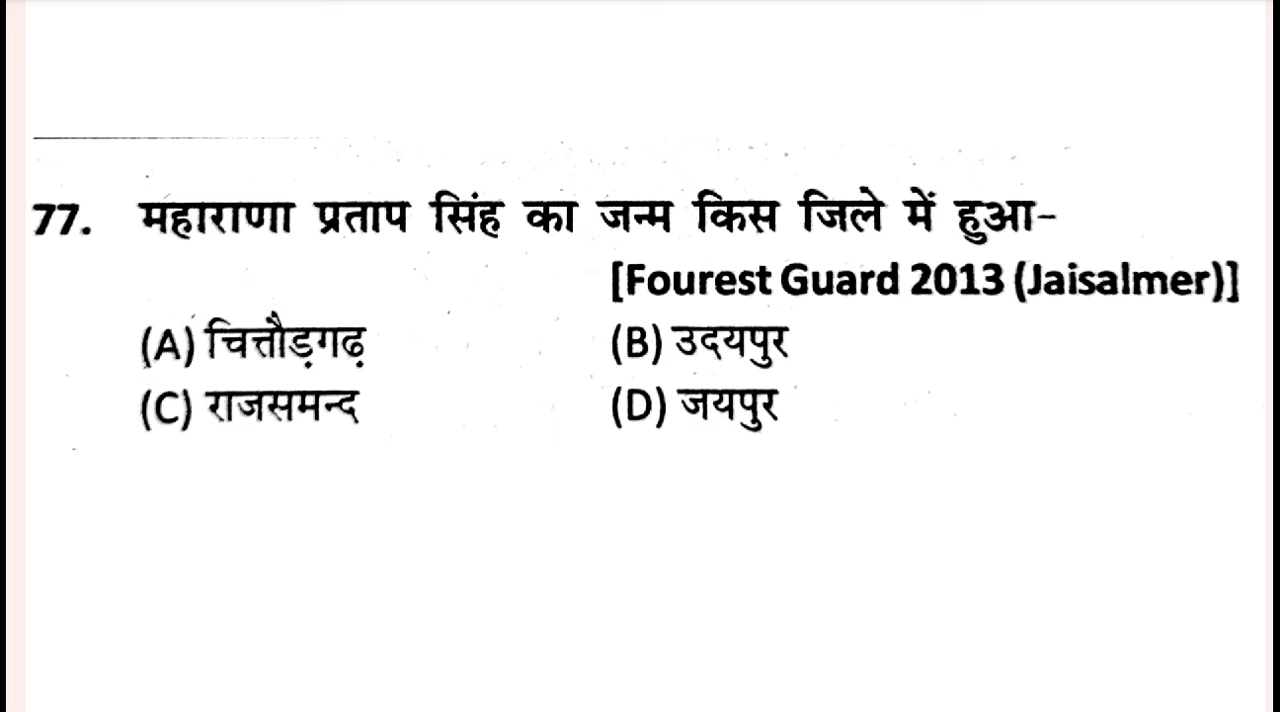 77. महाराणा प्रताप सिंह का जन्म किस जिले में हुआ-
[Fourest Guard 2013 (Jaisalmer)]
(A) चित्तौड़गढ़ (B) उदयपुर
(C) राजसमन्द (D) जयपुर